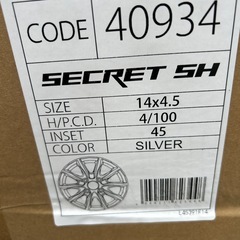 CODE 40934
SECRET SH
SIZE 14x4.5
H/P.C.D. 4/100
INSET 45
COLOR SILVER